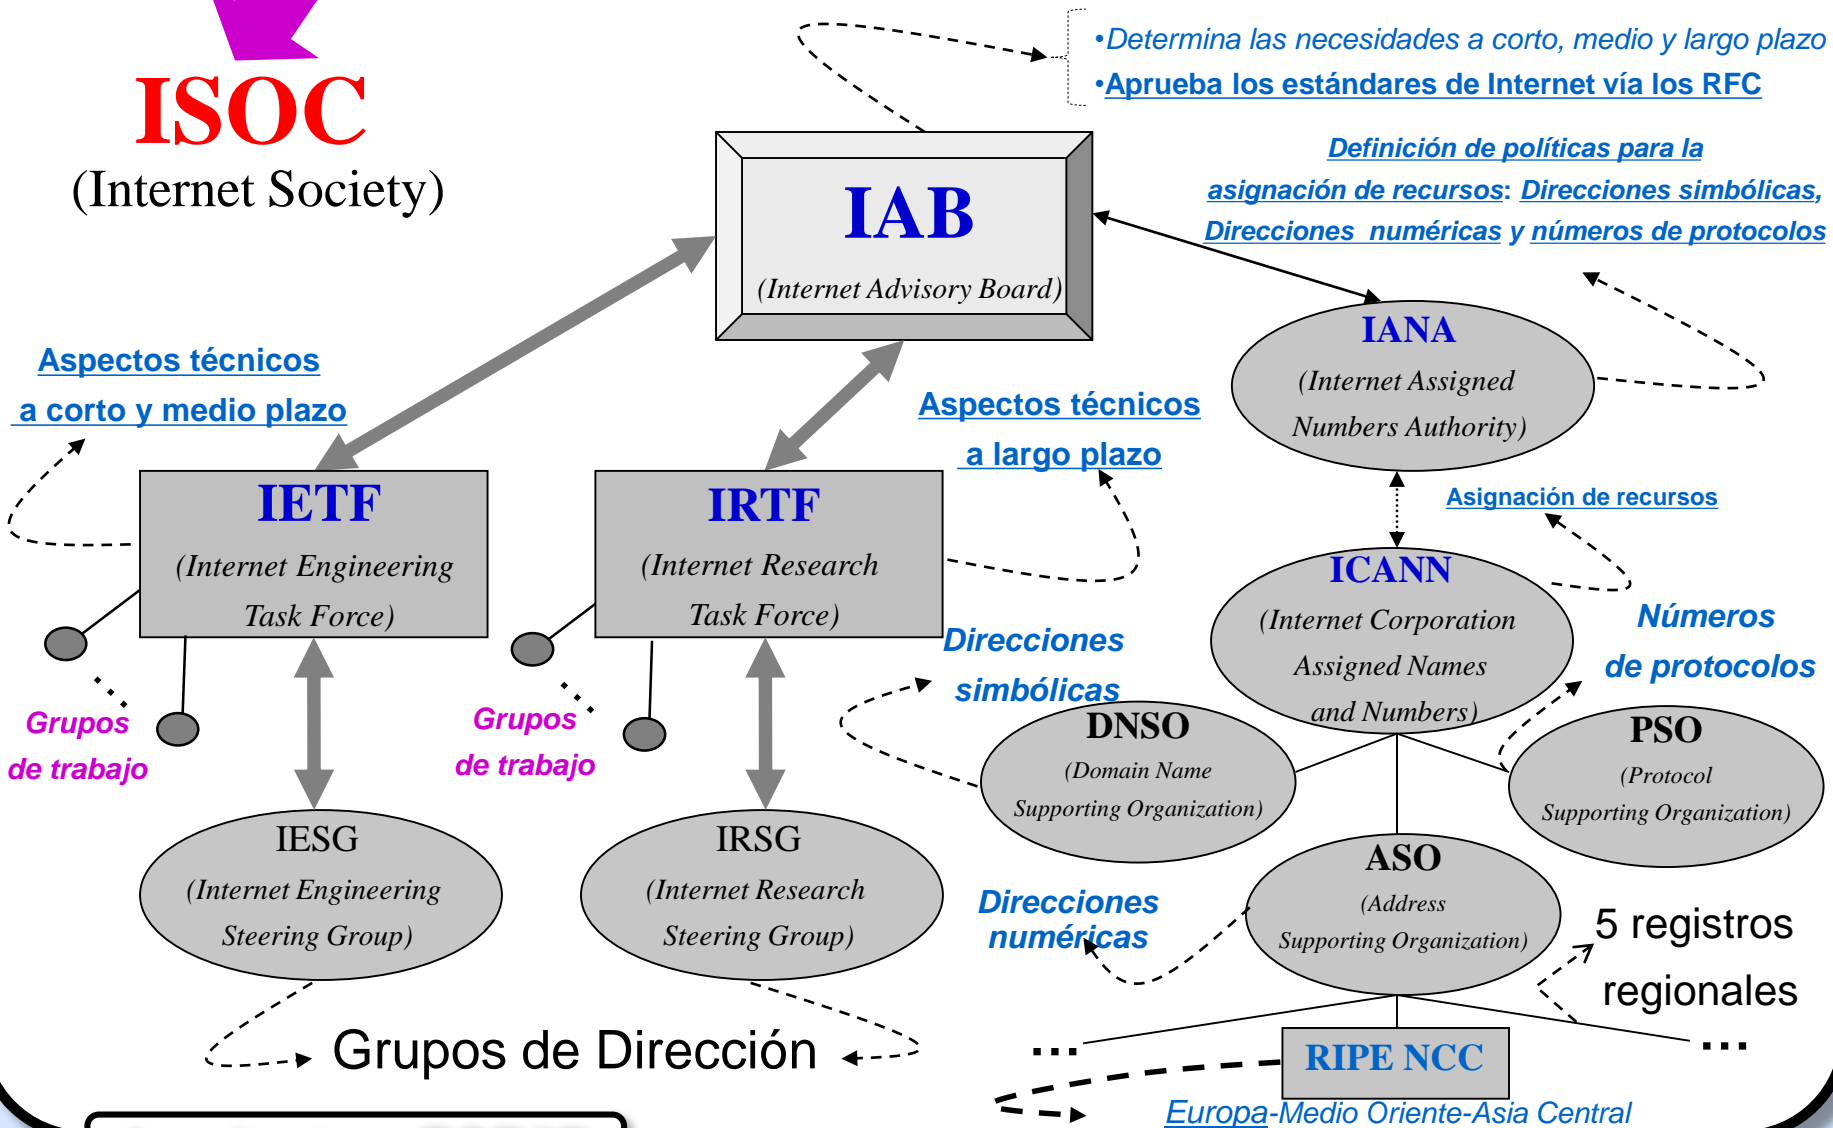 •Determina las necesidades a corto, medio y largo plazo
•Aprueba los estándares de Internet vía los RFC
ISOC
(Internet Society)
IAB
(Internet Advisory Board)
Definición de políticas para la
asignación de recursos: Direcciones simbólicas,
Direcciones numéricas y números de protocolos
IANA
(Internet Assigned
Numbers Authority)
Aspectos técnicos
a corto y medio plazo
Aspectos técnicos
a largo plazo
IETF
(Internet Engineering
Task Force)
IRTF
(Internet Research
Task Force)
Asignación de recursos
ICANN
(Internet Corporation
Assigned Names
and Numbers)
Números
de protocolos
Direcciones
simbólicas
Grupos
de trabajo
Grupos
de trabajo
DNSO
(Domain Name
Supporting Organization)
PSO
(Protocol
Supporting Organization)
IESG
(Internet Engineering
Steering Group)
IRSG
(Internet Research
Steering Group)
ASO
(Address
Supporting Organization)
Direcciones
numéricas
5 registros
regionales
Grupos de Dirección
...
RIPE NCC
...
Europa-Medio Oriente-Asia Central